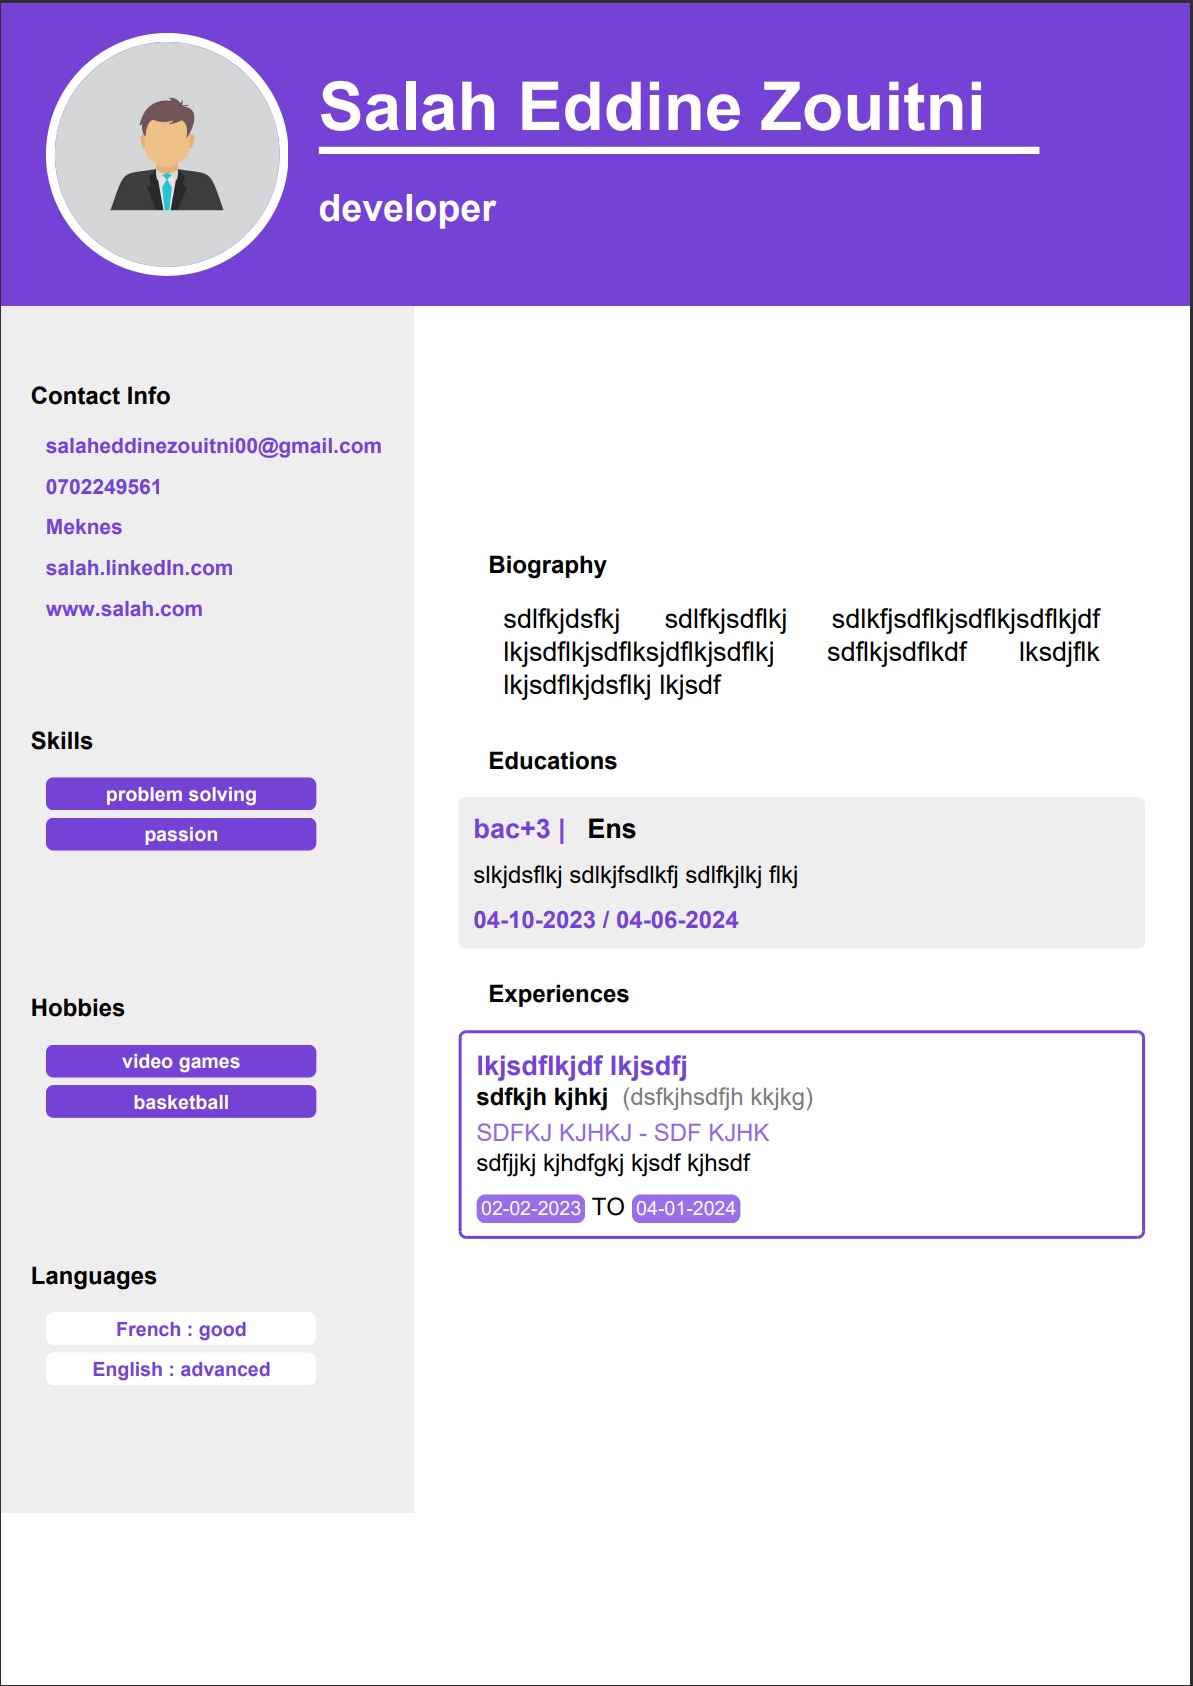 Salah Eddine Zouitni
developer
Contact Info
salaheddinezouitni00@gmail.com
0702249561
Meknes
salah.linkedIn.com
www.salah.com
Skills
problem solving
passion
Hobbies
video games
basketball
Languages
French : good
English : advanced
Biography
sdlfkjdsfkj sdlfkjsdflkj sdlkfjsdflkjsdflkjsdflkjdf
lkjsdflkjsdflksjdflkjsdflkj sdflkjsdflkdf lksdjflk
lkjsdflkjdsflkj lkjsdf
Educations
bac+3 | Ens
slkjdsflkj sdlkjfsdlkfj sdlfkjlkj flkj
04-10-2023 / 04-06-2024
Experiences
lkjsdflkjdf lkjsdfj
sdfkjh kjhkj (dsfkjhsdfjh kkjkg)
SDFKJ KJHKJ - SDF KJHK
sdfjjkj kjhdfgkj kjsdf kjhsdf
02-02-2023 TO 04-01-2024